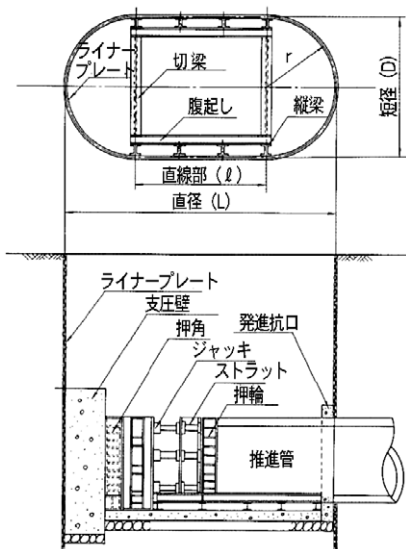 ライナー
プレート
切梁
r
腹起し
縦梁
短径(D)
直線部(ℓ)
直径(L)
ライナープレート
支圧壁
発進抗口
押角
ジャッキ
ストラット
押輪
推進管